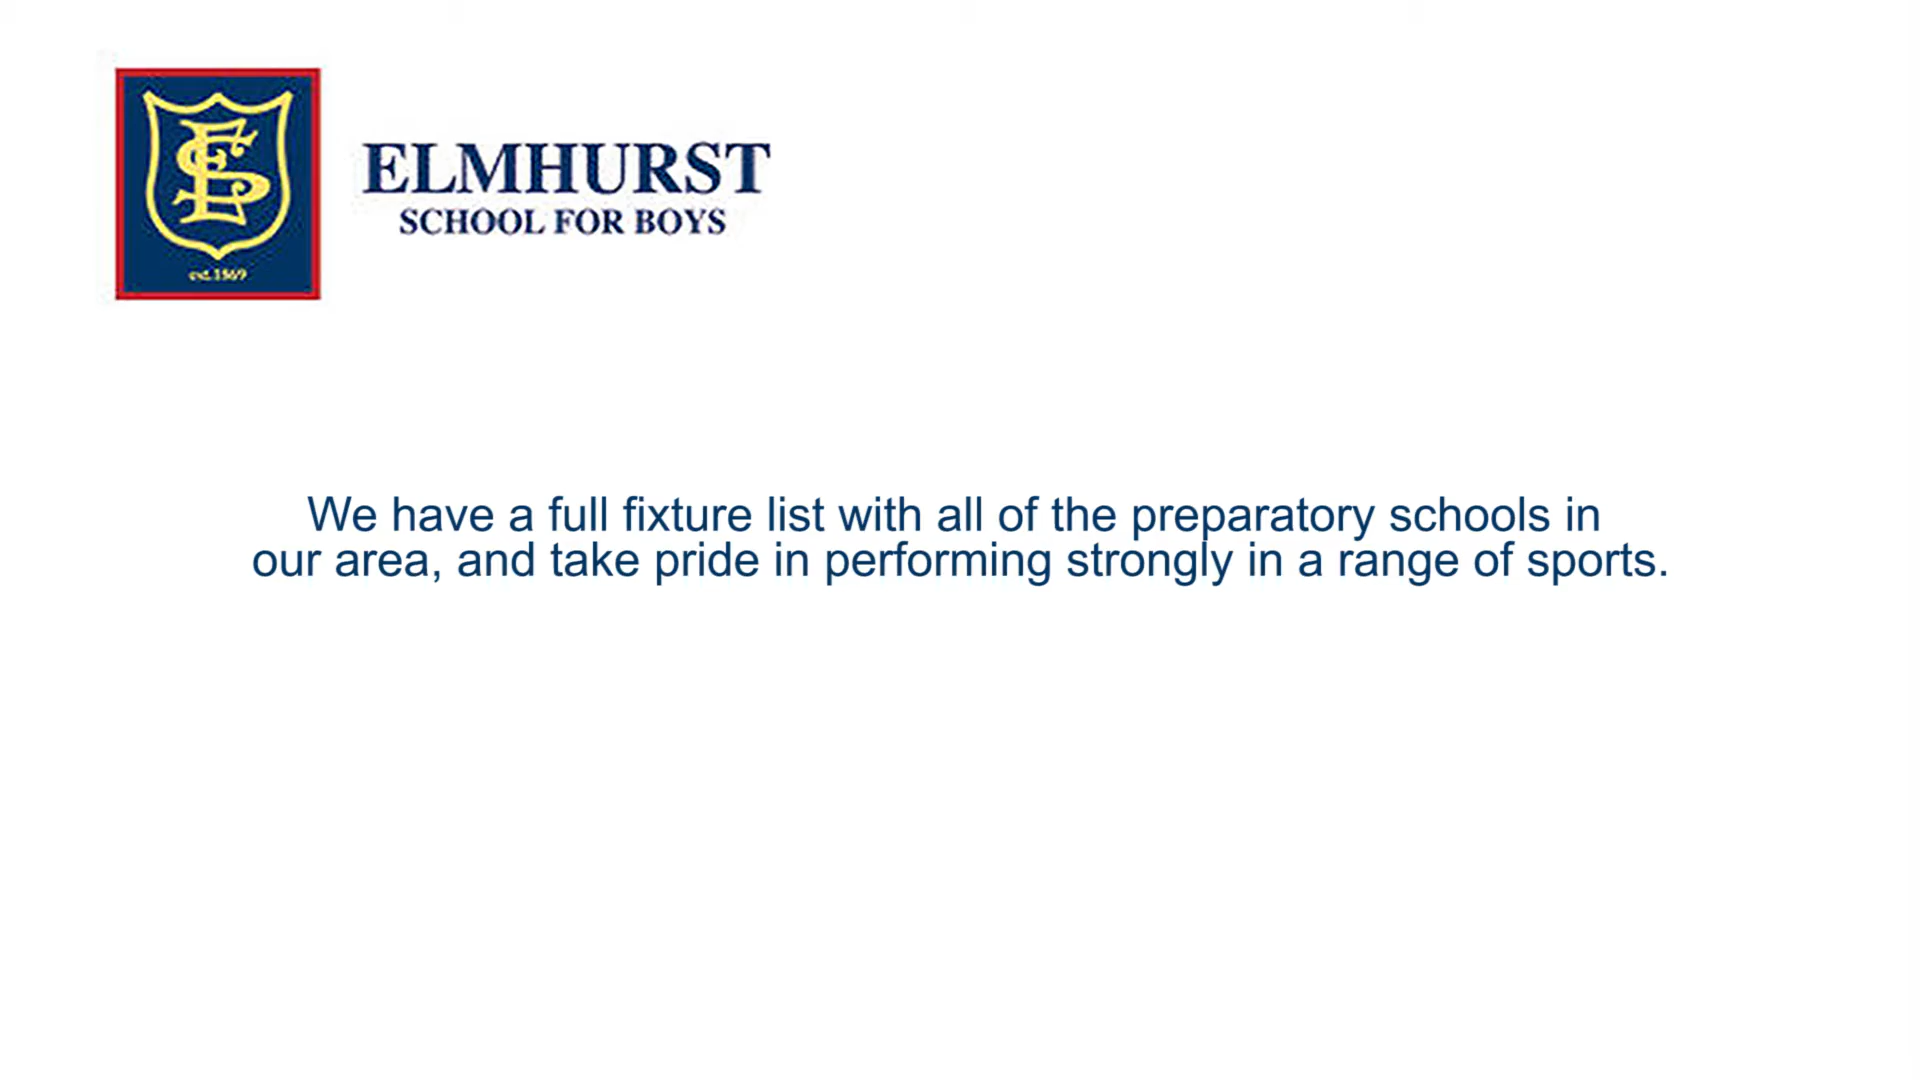 ES
est.1869
ELMHURST
SCHOOL FOR BOYS
We have a full fixture list with all of the preparatory schools in
our area, and take pride in performing strongly in a range of sports.